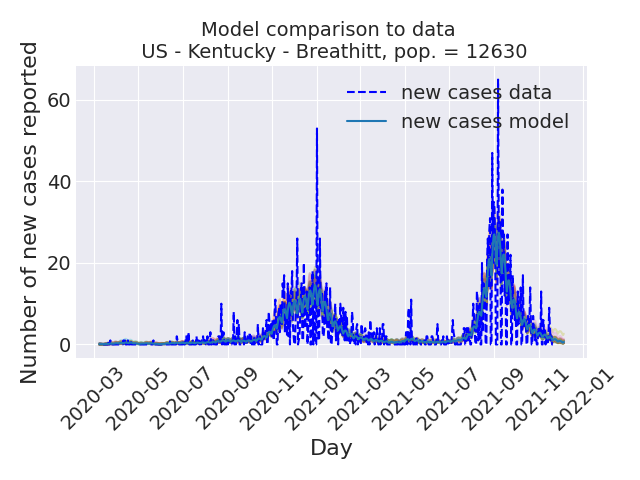 Model comparison to data
US - Kentucky - Breathitt, pop. = 12630
Number of new cases reported
60
40
20
0
new cases data
new cases model
2020-03
2020-05
2020-07
2020-09
2020-11
2021-01
2021-03
2021-05
2021-07
2021-09
2021-11
2022-01
Day